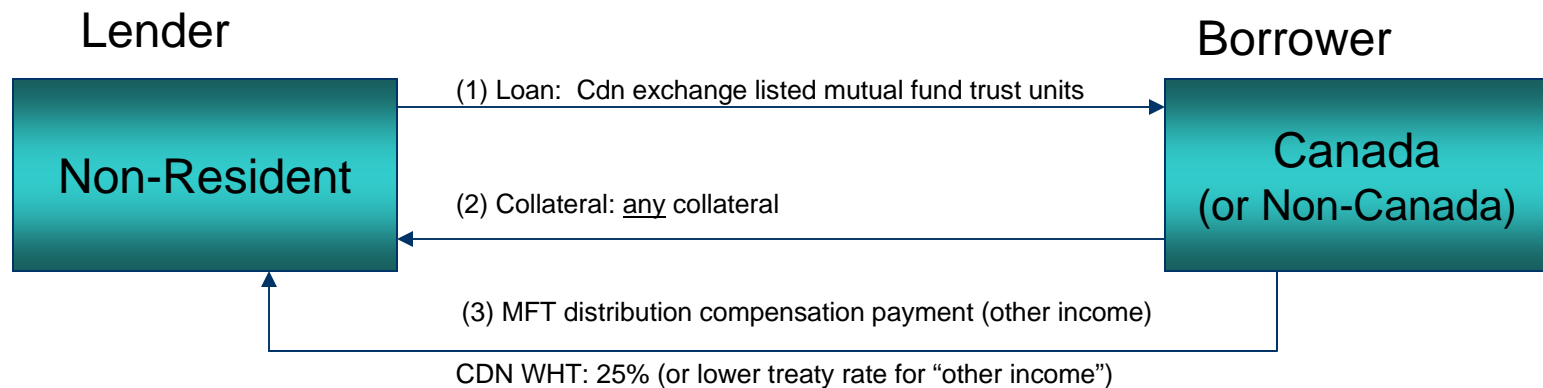 Lender
Borrower
(1) Loan: Cdn exchange listed mutual fund trust units
Non-Resident
Canada
(or Non-Canada)
(2) Collateral: any collateral
(3) MFT distribution compensation payment (other income)
CDN WHT: 25% (or lower treaty rate for “other income”)